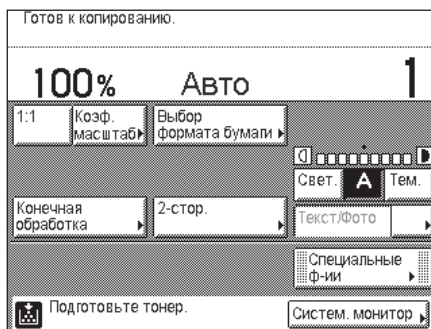 Готов к копированию.
100%
Авто
1
1:1
Коэф.
масштаб
Выбор
формата бумаги
Свет.
A
Тем.
Конечная
обработка
2-стор.
Текст/Фото
Специальные
ф-ии
Подготовьте тонер.
Систем. монитор